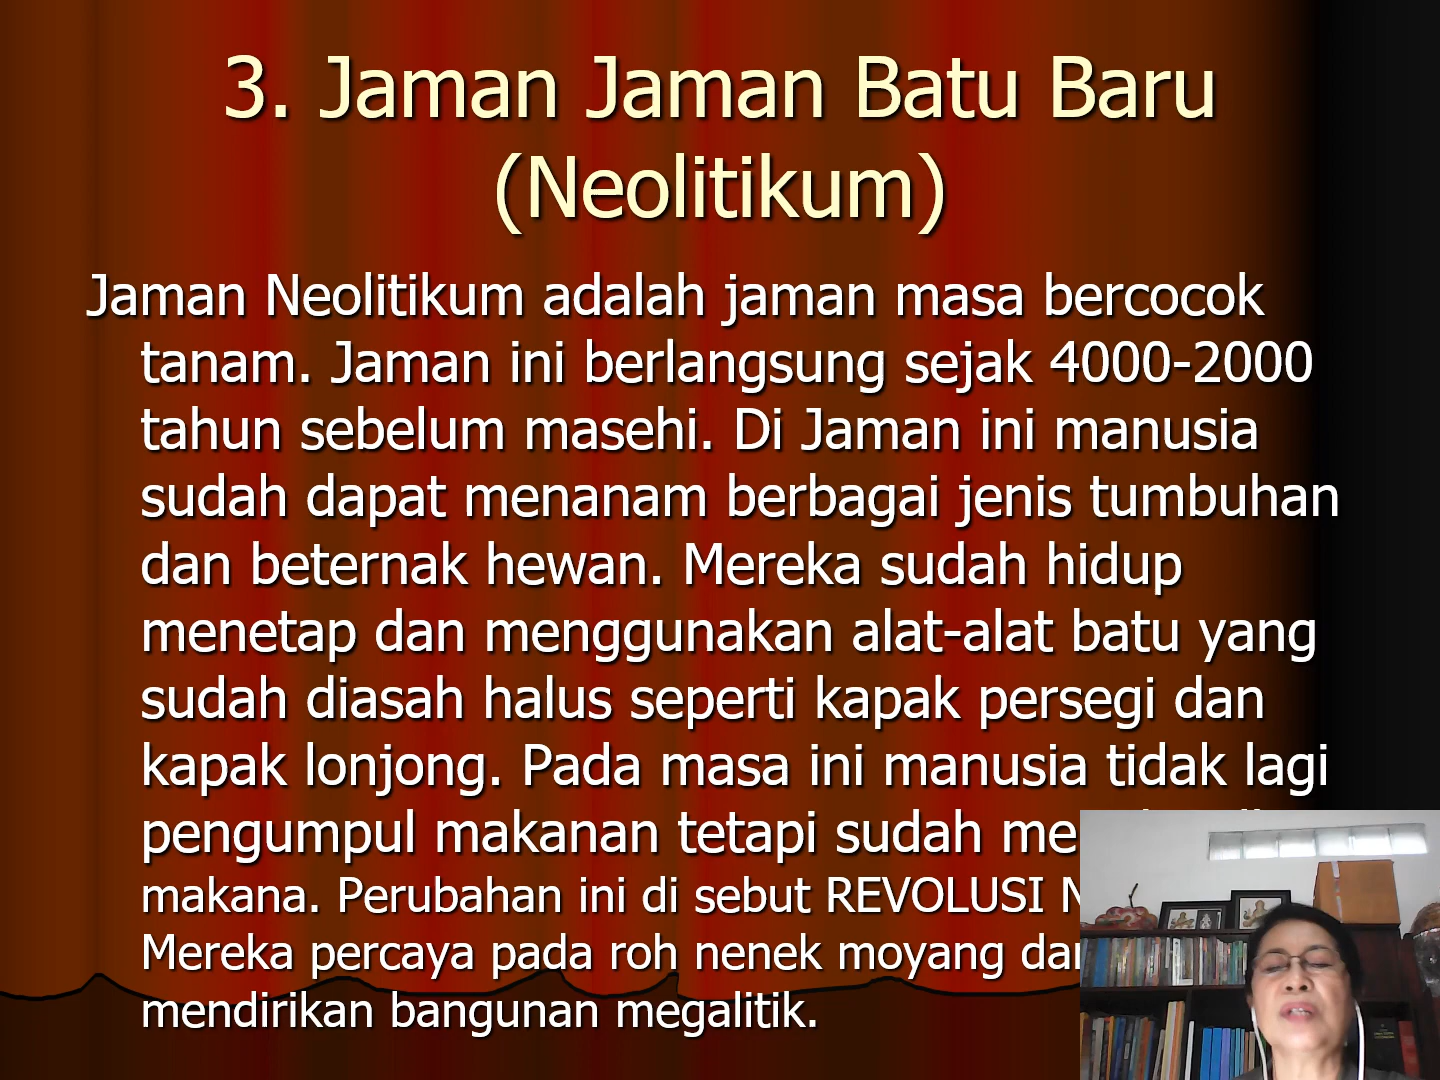 3. Jaman Jaman Batu Baru
(Neolitikum)
Jaman Neolitikum adalah jaman masa bercocok
tanam. Jaman ini berlangsung sejak 4000-2000
tahun sebelum masehi. Di Jaman ini manusia
sudah dapat menanam berbagai jenis tumbuhan
dan beternak hewan. Mereka sudah hidup
menetap dan menggunakan alat-alat batu yang
sudah diasah halus seperti kapak persegi dan
kapak lonjong. Pada masa ini manusia tidak lagi
pengumpul makanan tetapi sudah
makana. Perubahan ini di sebut REVOLUSI
Mereka percaya pada roh nenek moyang
mendirikan bangunan megalitik.